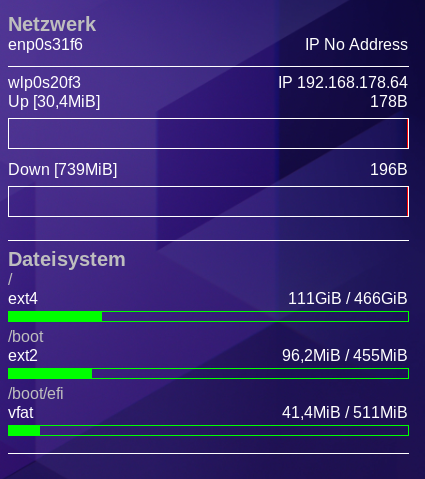 Netzwerk
enp0s31f6 IP No Address
wlp0s20f3 IP 192.168.178.64
Up [30,4MiB] 178B
Down [739MiB] 196B
Dateisystem
/
ext4 111GiB / 466GiB
/boot
ext2 96,2MiB / 455MiB
/boot/efi
vfat 41,4MiB / 511MiB